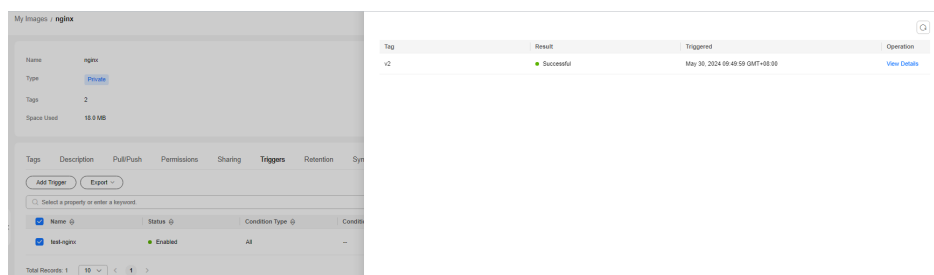 My Images / nginx
Name nginx
Type Private
Tags 2
Space Used 18.0 MB
Tags Description Pull/Push Permissions Sharing Triggers Retention Syn
Add Trigger Export
Select a property or enter a keyword.
Name Status Condition Type Conditi
test-nginx Enabled All --
Total Records: 1 10 < 1 >
Tag Result Triggered Operation
v2 Successful May 30, 2024 09:49:59 GMT+08:00 View Details